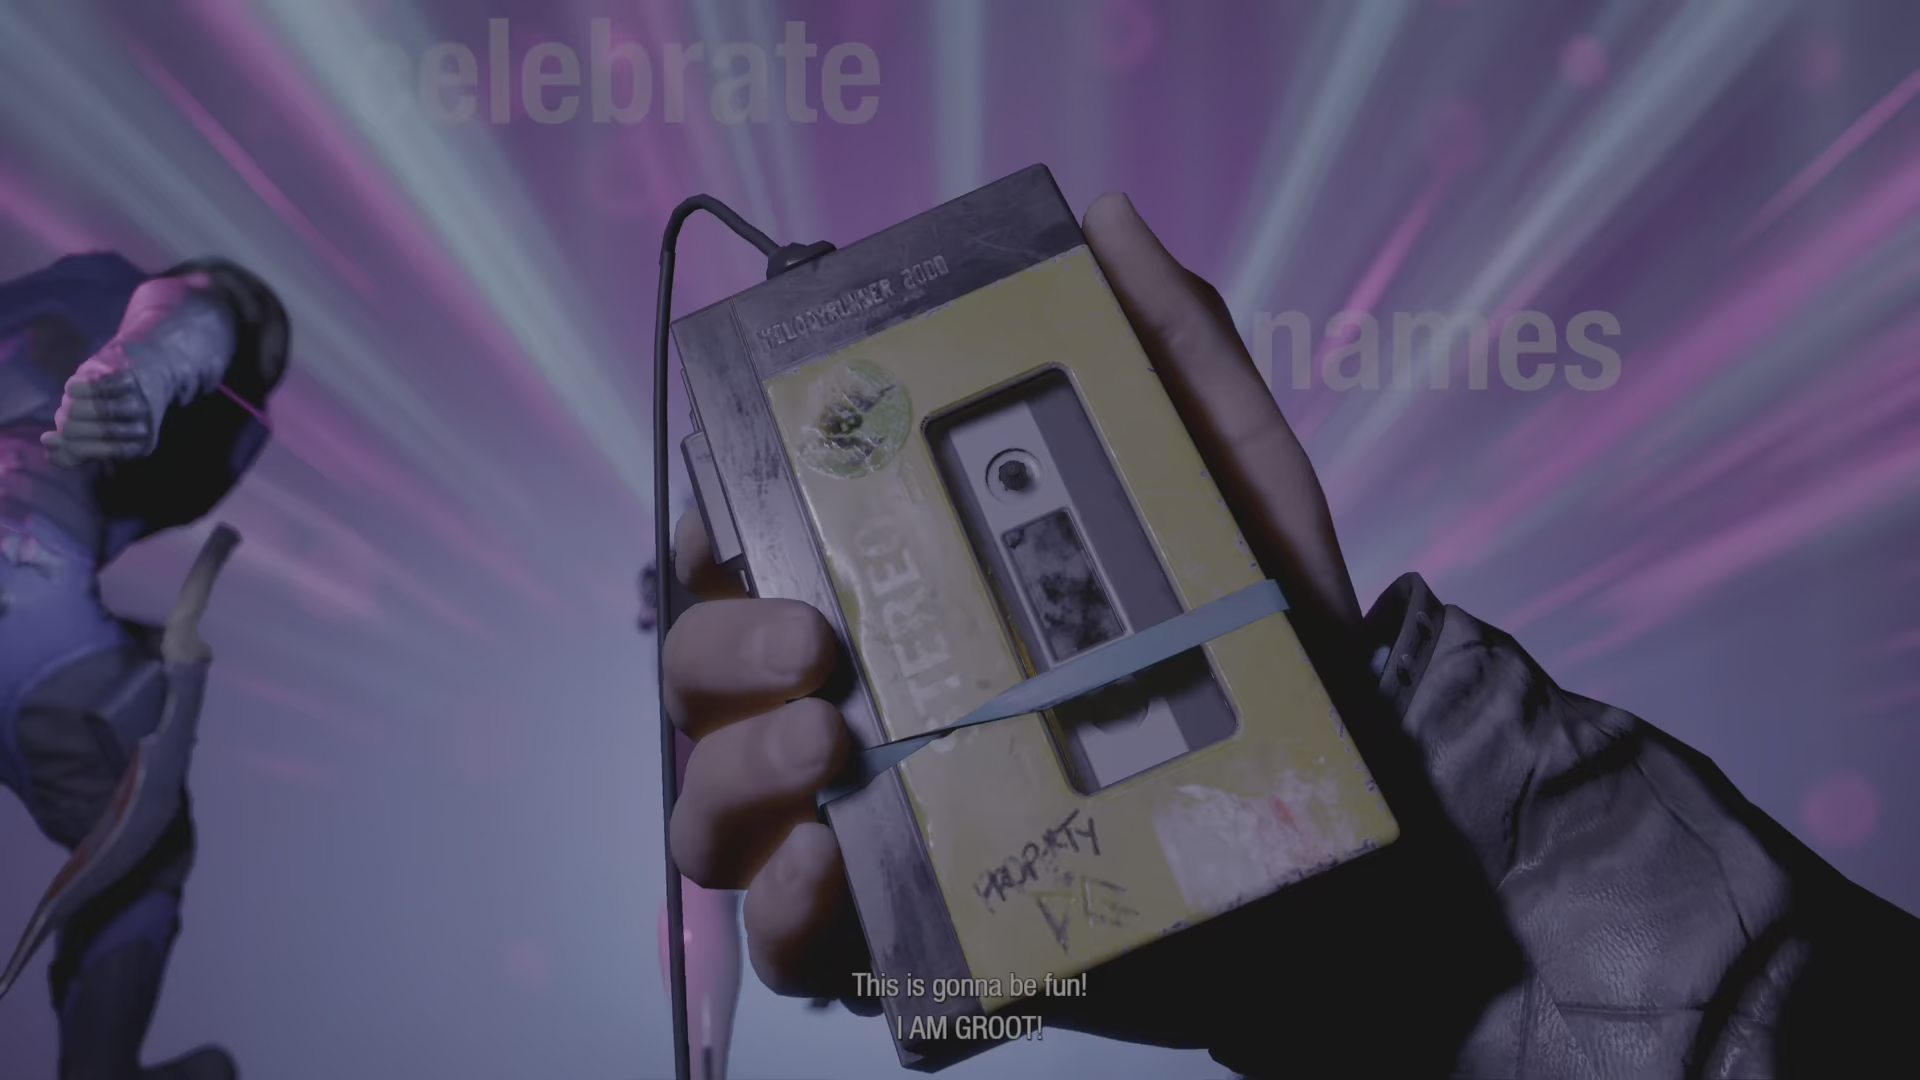 celebrate
MELODYRUNNER 2000
names
STEREO
PROPERTY
This is gonna be fun!
I AM GROOT!